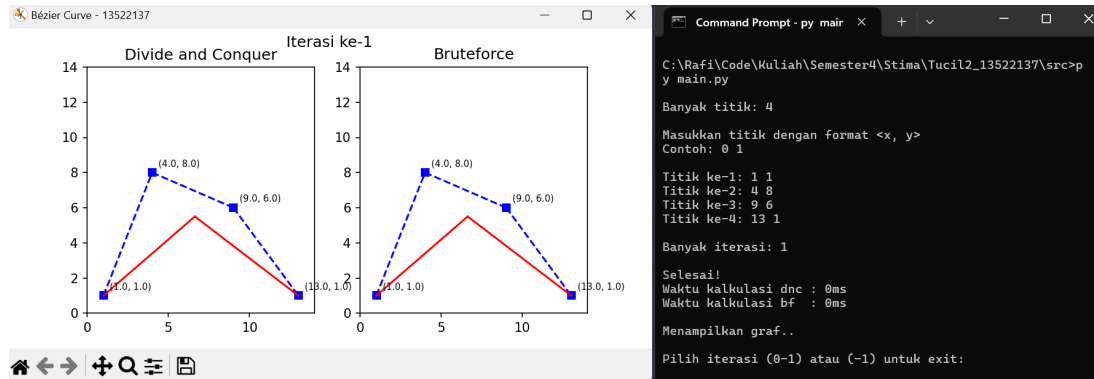 Bézier Curve - 13522137
Iterasi ke-1
Divide and Conquer
14
12
10
8
6
4
2
0
(4.0, 8.0)
(9.0, 6.0)
(1.0, 1.0)
(13.0, 1.0)
0 5 10
Bruteforce
14
12
10
8
6
4
2
0
(4.0, 8.0)
(9.0, 6.0)
(1.0, 1.0)
(13.0, 1.0)
0 5 10
Command Prompt - py main
C:\Rafi\Code\Kuliah\Semester4\Stima\Tucil2_13522137\src>p
y main.py
Banyak titik: 4
Masukkan titik dengan format <x, y>
Contoh: 0 1
Titik ke-1: 1 1
Titik ke-2: 4 8
Titik ke-3: 9 6
Titik ke-4: 13 1
Banyak iterasi: 1
Selesai!
Waktu kalkulasi dnc : 0ms
Waktu kalkulasi bf  : 0ms
Menampilkan graf..
Pilih iterasi (0-1) atau (-1) untuk exit: